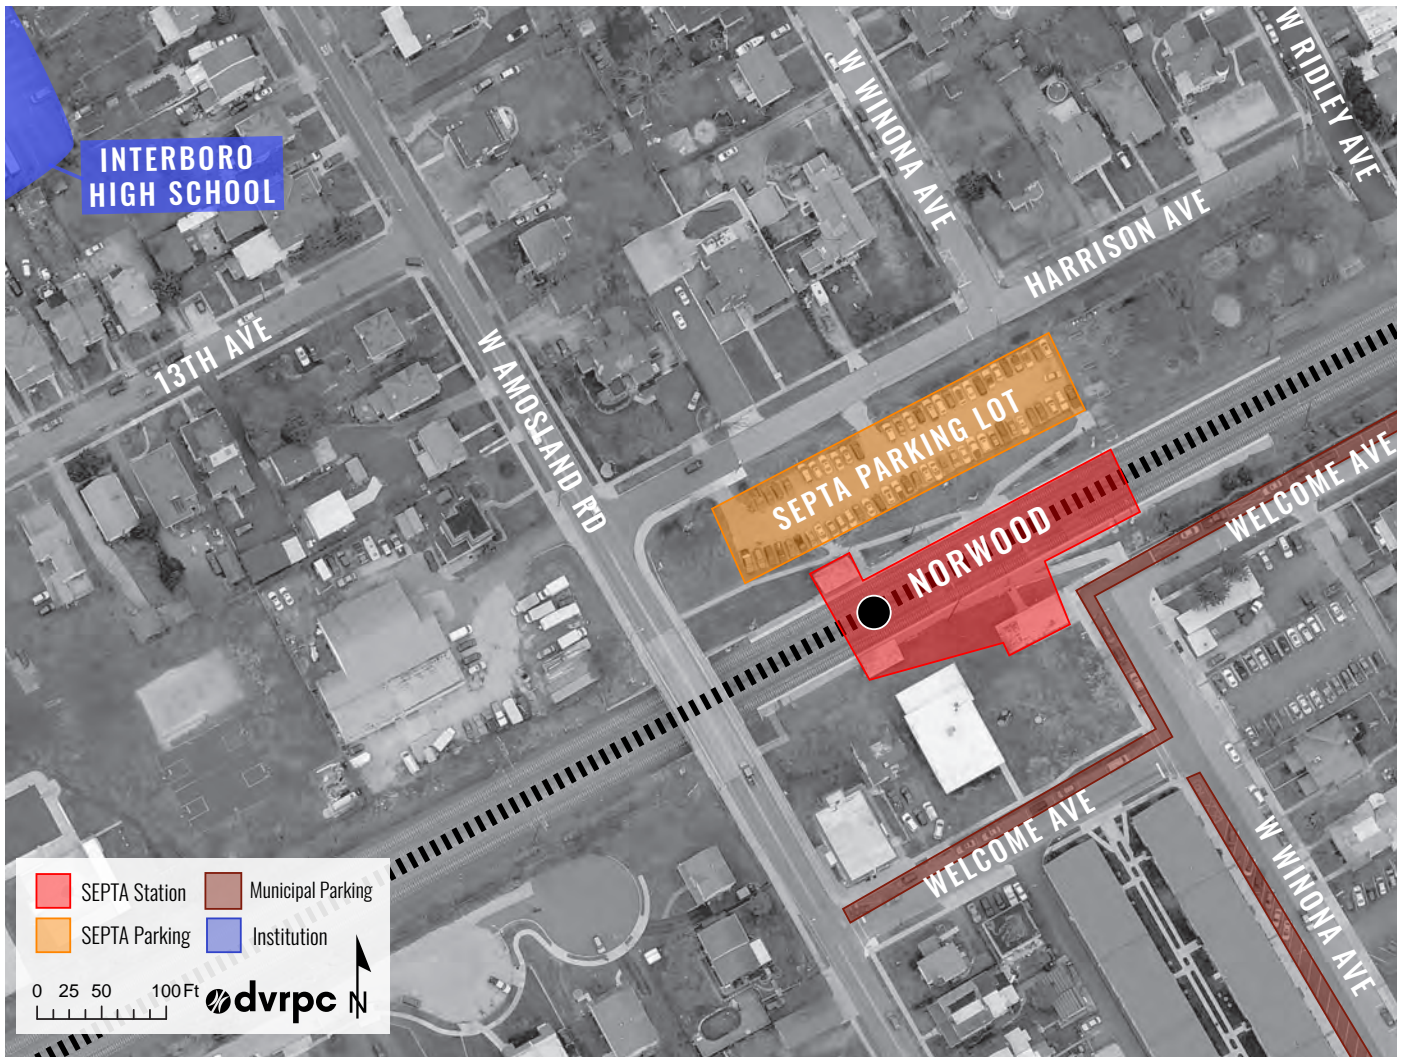 W RIDLEY AVE
W WINONA AVE
INTERBORO
HIGH SCHOOL
HARRISON AVE
13TH AVE
W AMOSLAND RD
SEPTA PARKING LOT
WELCOME AVE
NORWOOD
WELCOME AVE
W WINONA AVE
SEPTA Station
Municipal Parking
SEPTA Parking
Institution
0 25 50 100 Ft
dvrpc
N